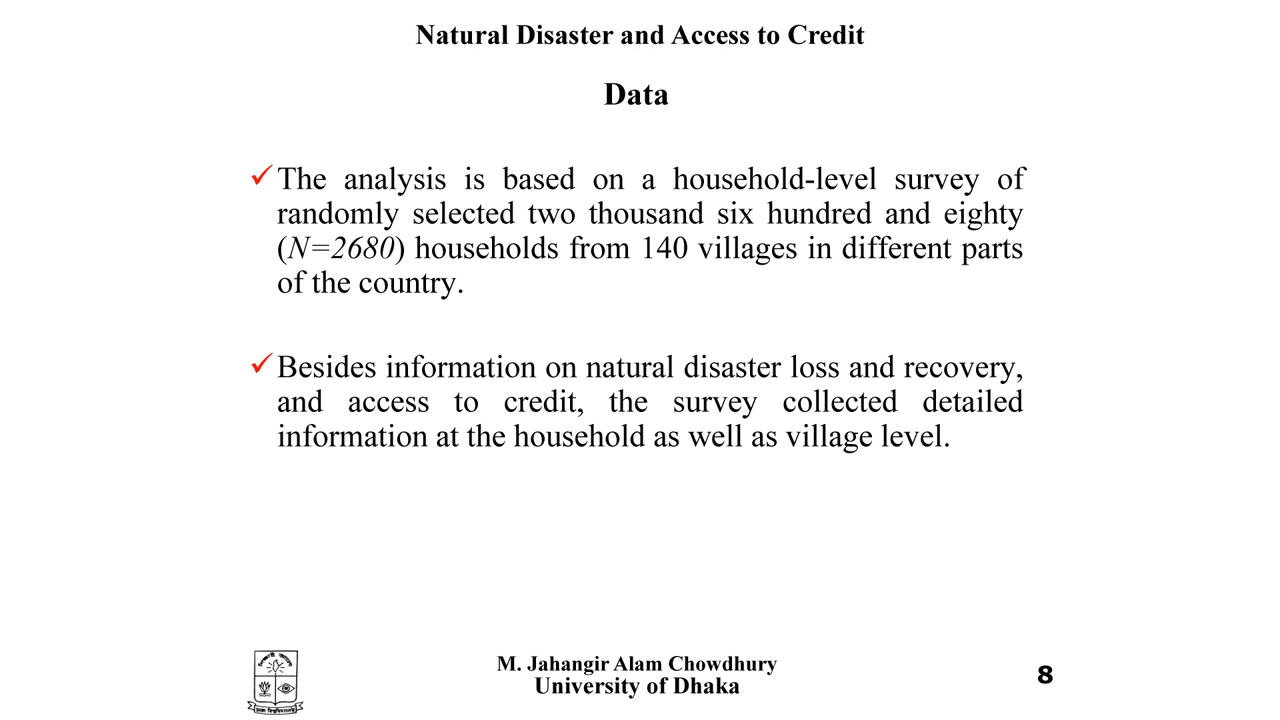 Natural Disaster and Access to Credit
Data
The analysis is based on a household-level survey of
randomly selected two thousand six hundred and eighty
(N=2680) households from 140 villages in different parts
of the country.
Besides information on natural disaster loss and recovery,
and access to credit, the survey collected detailed
information at the household as well as village level.
M. Jahangir Alam Chowdhury
University of Dhaka
8